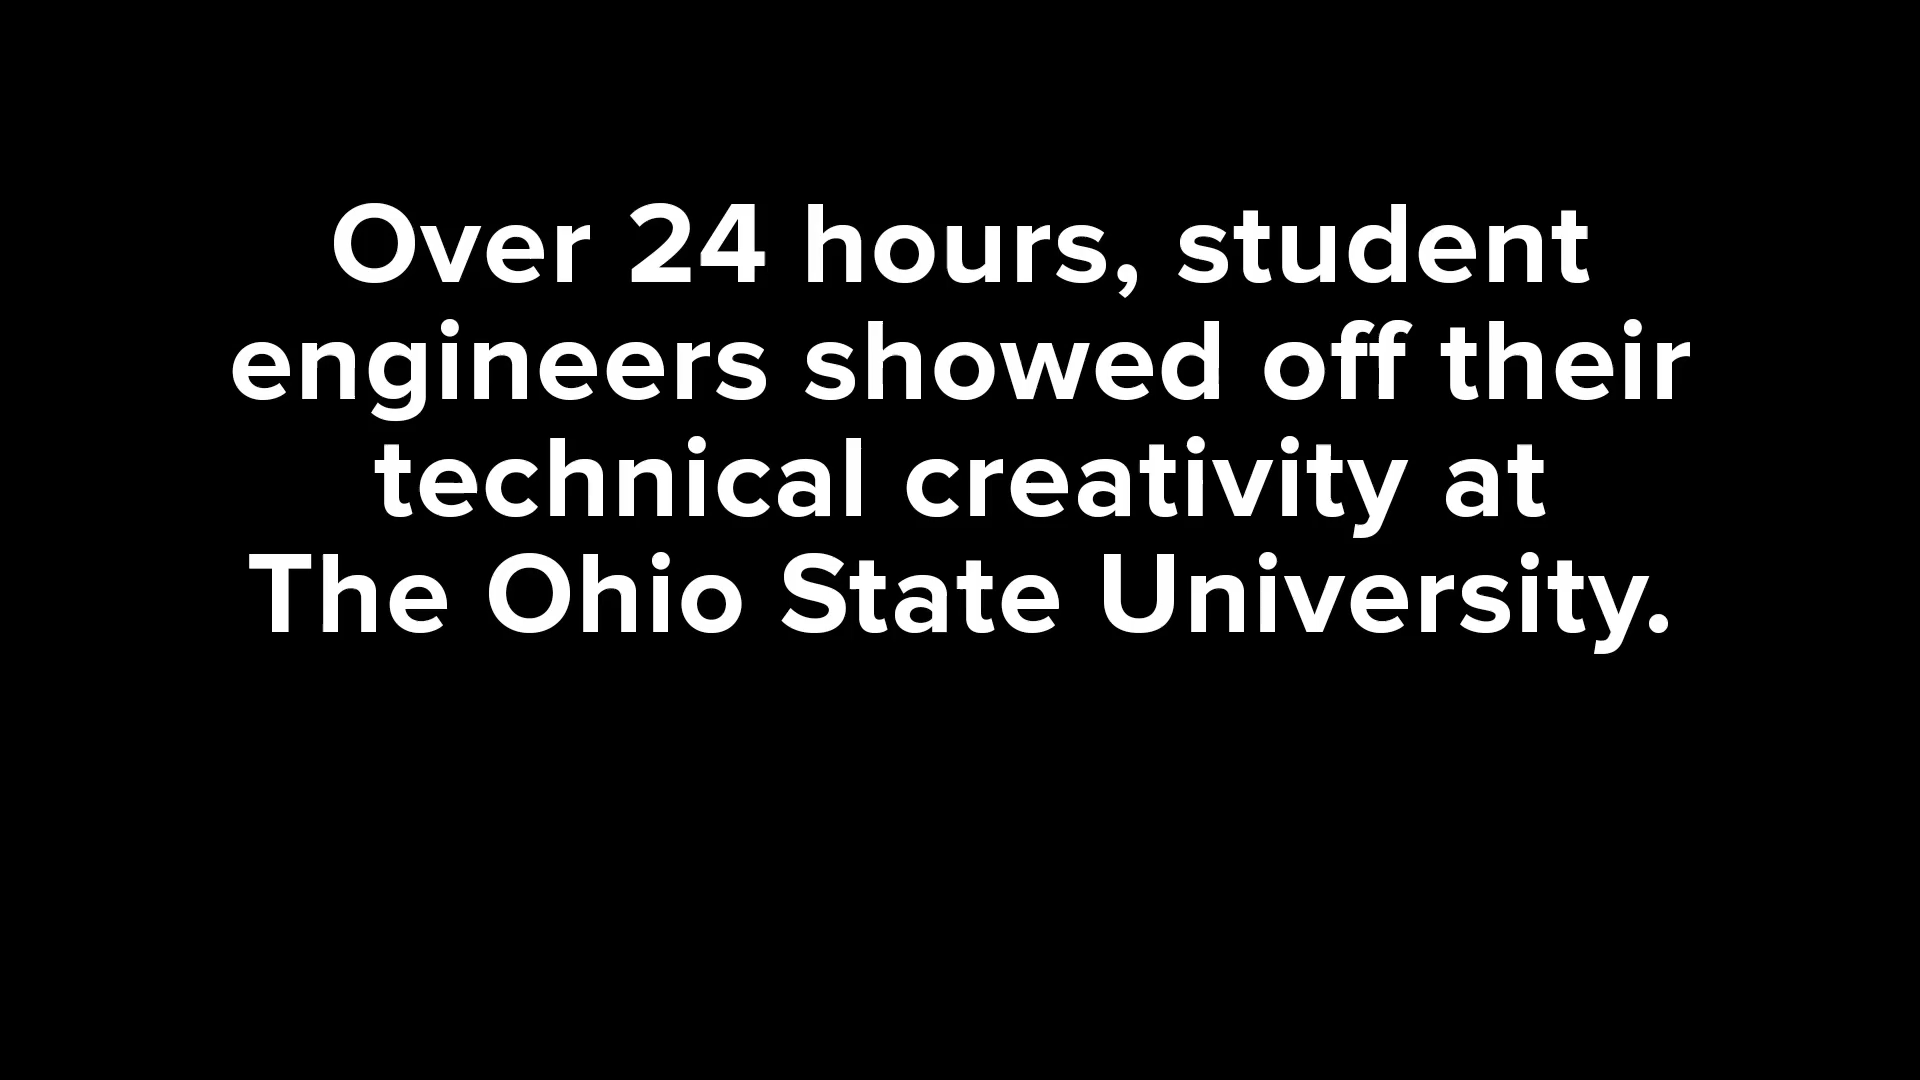 Over 24 hours, student
engineers showed off their
technical creativity at
The Ohio State University.